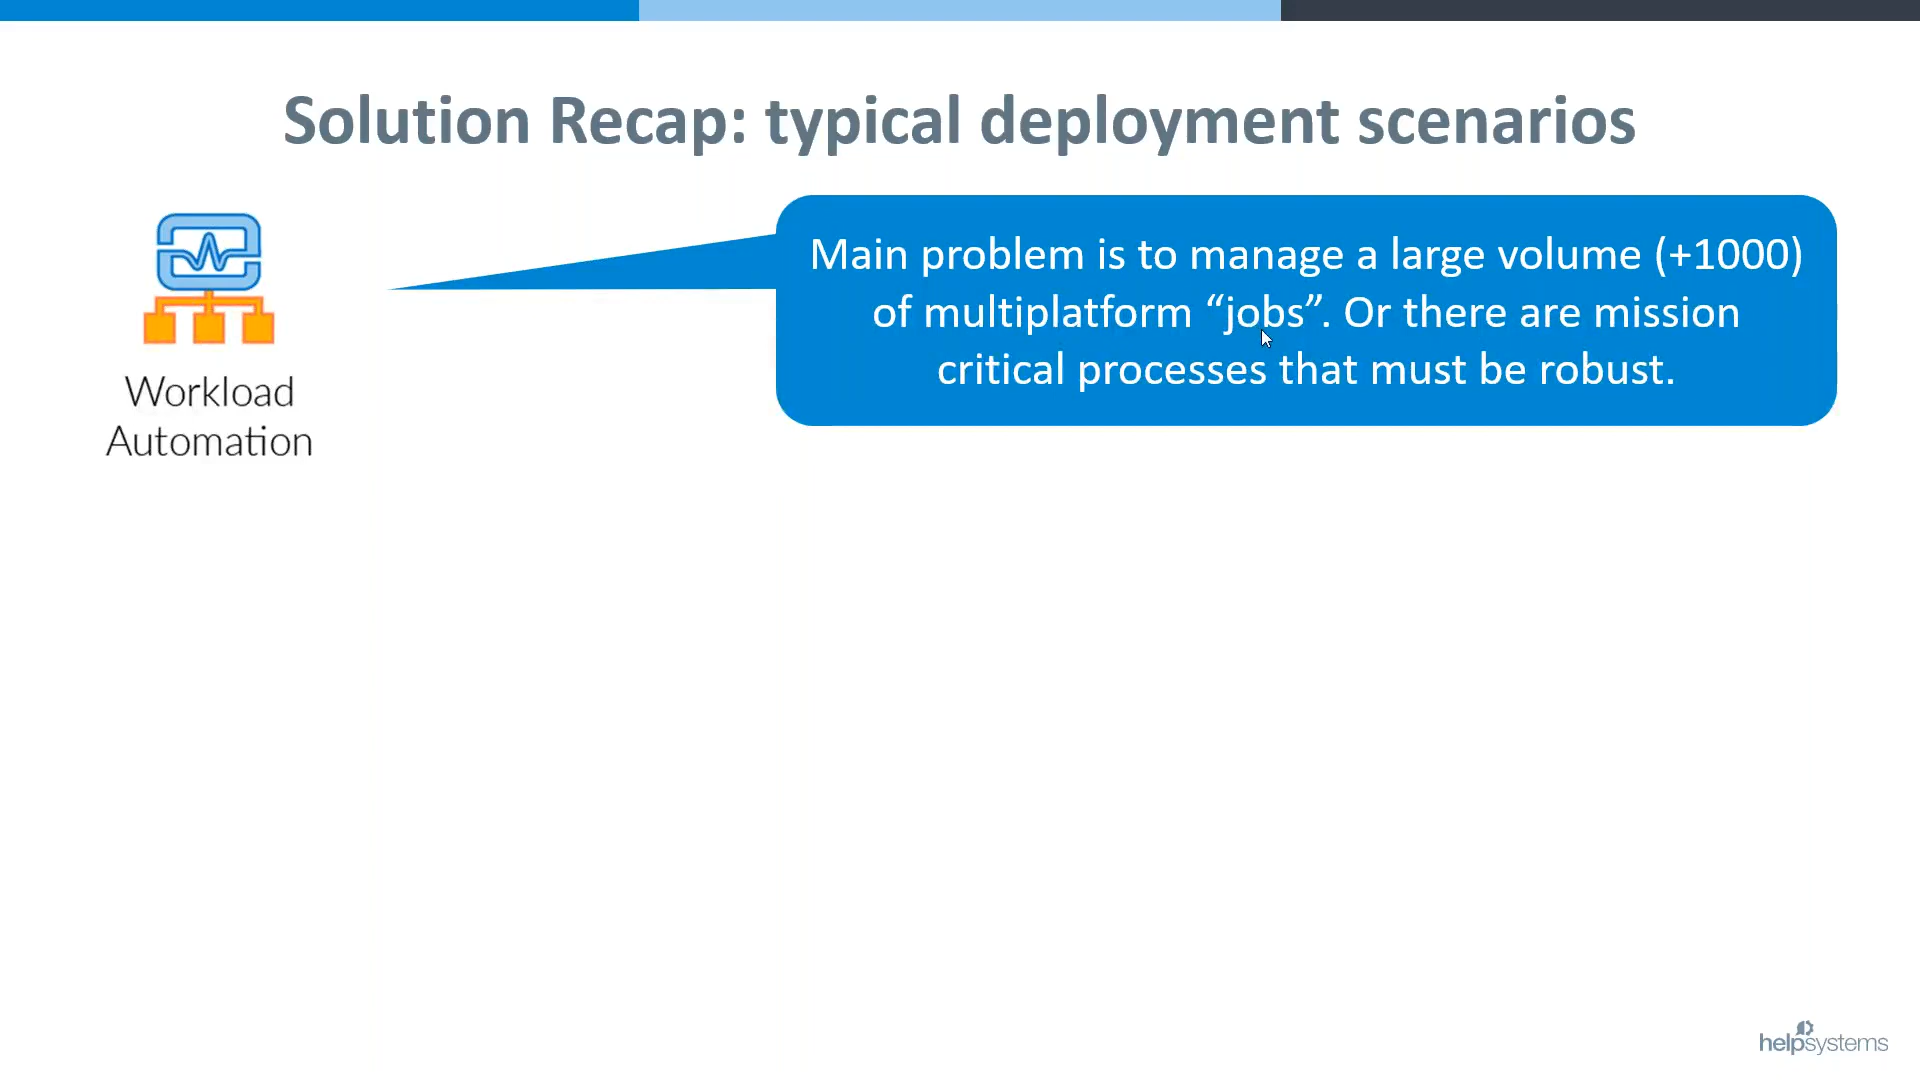 Solution Recap: typical deployment scenarios
Main problem is to manage a large volume (+1000)
of multiplatform “jobs”. Or there are mission
critical processes that must be robust.
Workload
Automation
helpsystems